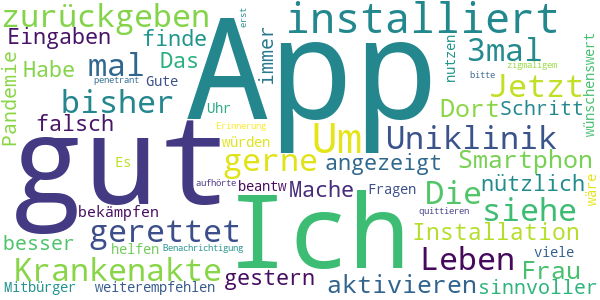 zurückgeben App installiert
Eingaben finde immer erst 3mal
Habe mal Das penetrant nutzen zigmaligem
Pandemie Gute bitte Jetzt wünschenswert
bisher Uhr Dort Schritt
falsch Erinnerung Um Uniklinik
gut würden
Es gerne angezeigt Smartphon
aufhörte beantw Mache Fragen Die nützlich wäre
bekämpfen Ich quittieren siehe
gerettet Installation
besser helfen Benachrichtigung Leben viele
Krankenakte gestern Frau
Mitbürger weiterempfehlen aktivieren sinnvoller